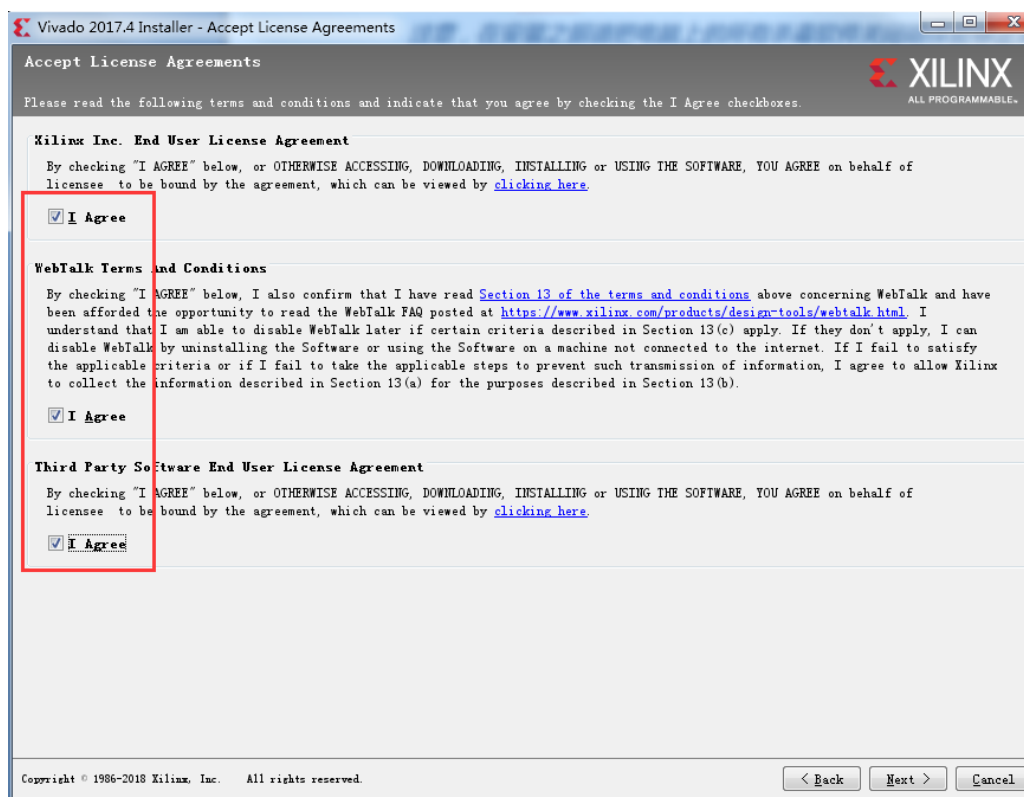 Vivado 2017.4 Installer - Accept License Agreements
Accept License Agreements
XILINX
ALL PROGRAMMABLE.
Please read the following terms and conditions and indicate that you agree by checking the I Agree checkboxes.
Xilinx Inc. End User License Agreement
By checking "I AGREE" below, or OTHERWISE ACCESSING, DOWNLOADING, INSTALLING or USING THE SOFTWARE, YOU AGREE on behalf of
licensee to be bound by the agreement, which can be viewed by clicking here.
I Agree
WebTalk Terms And Conditions
By checking "I AGREE" below, I also confirm that I have read Section 13 of the terms and conditions above concerning WebTalk and have
been afforded the opportunity to read the WebTalk FAQ posted at https://www.xilinx.com/products/design-tools/webtalk.html. I
understand that I am able to disable WebTalk later if certain criteria described in Section 13(c) apply. If they don't apply, I can
disable WebTalk by uninstalling the Software or using the Software on a machine not connected to the internet. If I fail to satisfy
the applicable criteria or if I fail to take the applicable steps to prevent such transmission of information, I agree to allow Xilinx
to collect the information described in Section 13(a) for the purposes described in Section 13(b).
I Agree
Third Party Software End User License Agreement
By checking "I AGREE" below, or OTHERWISE ACCESSING, DOWNLOADING, INSTALLING or USING THE SOFTWARE, YOU AGREE on behalf of
licensee to be bound by the agreement, which can be viewed by clicking here.
I Agree
Copyright © 1986-2018 Xilinx, Inc. All rights reserved.
< Back Next > Cancel